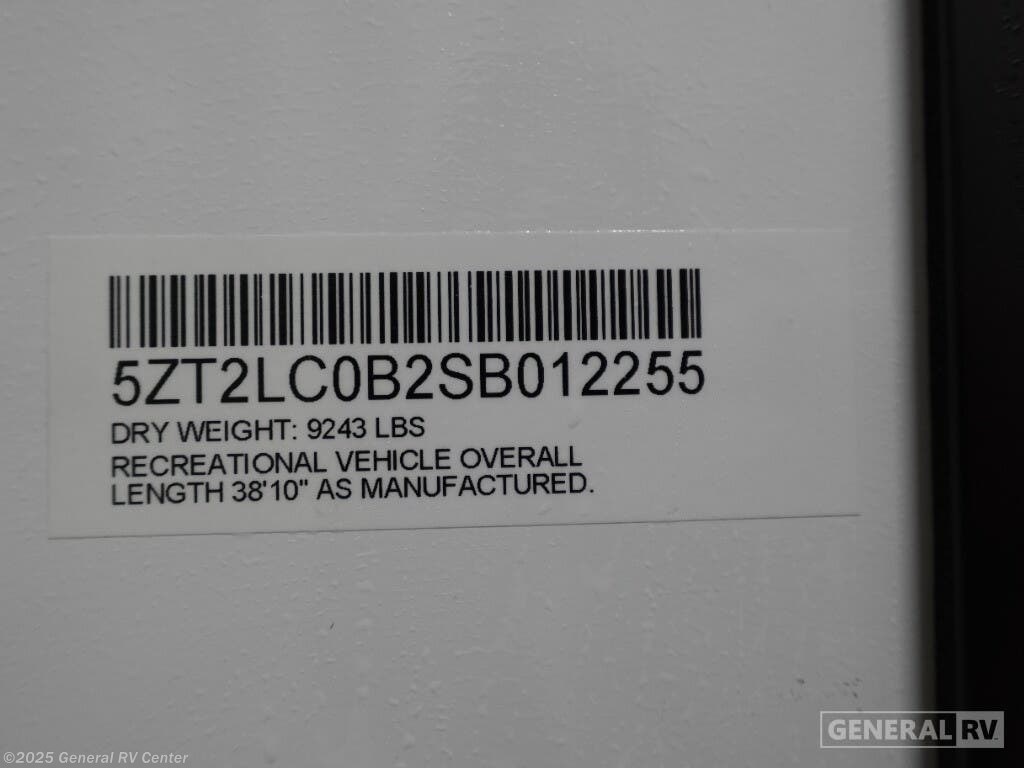 5ZT2LC0B2SB012255
DRY WEIGHT: 9243 LBS
RECREATIONAL VEHICLE OVERALL
LENGTH 38'10" AS MANUFACTURED.
GENERAL RV
©2025 General RV Center